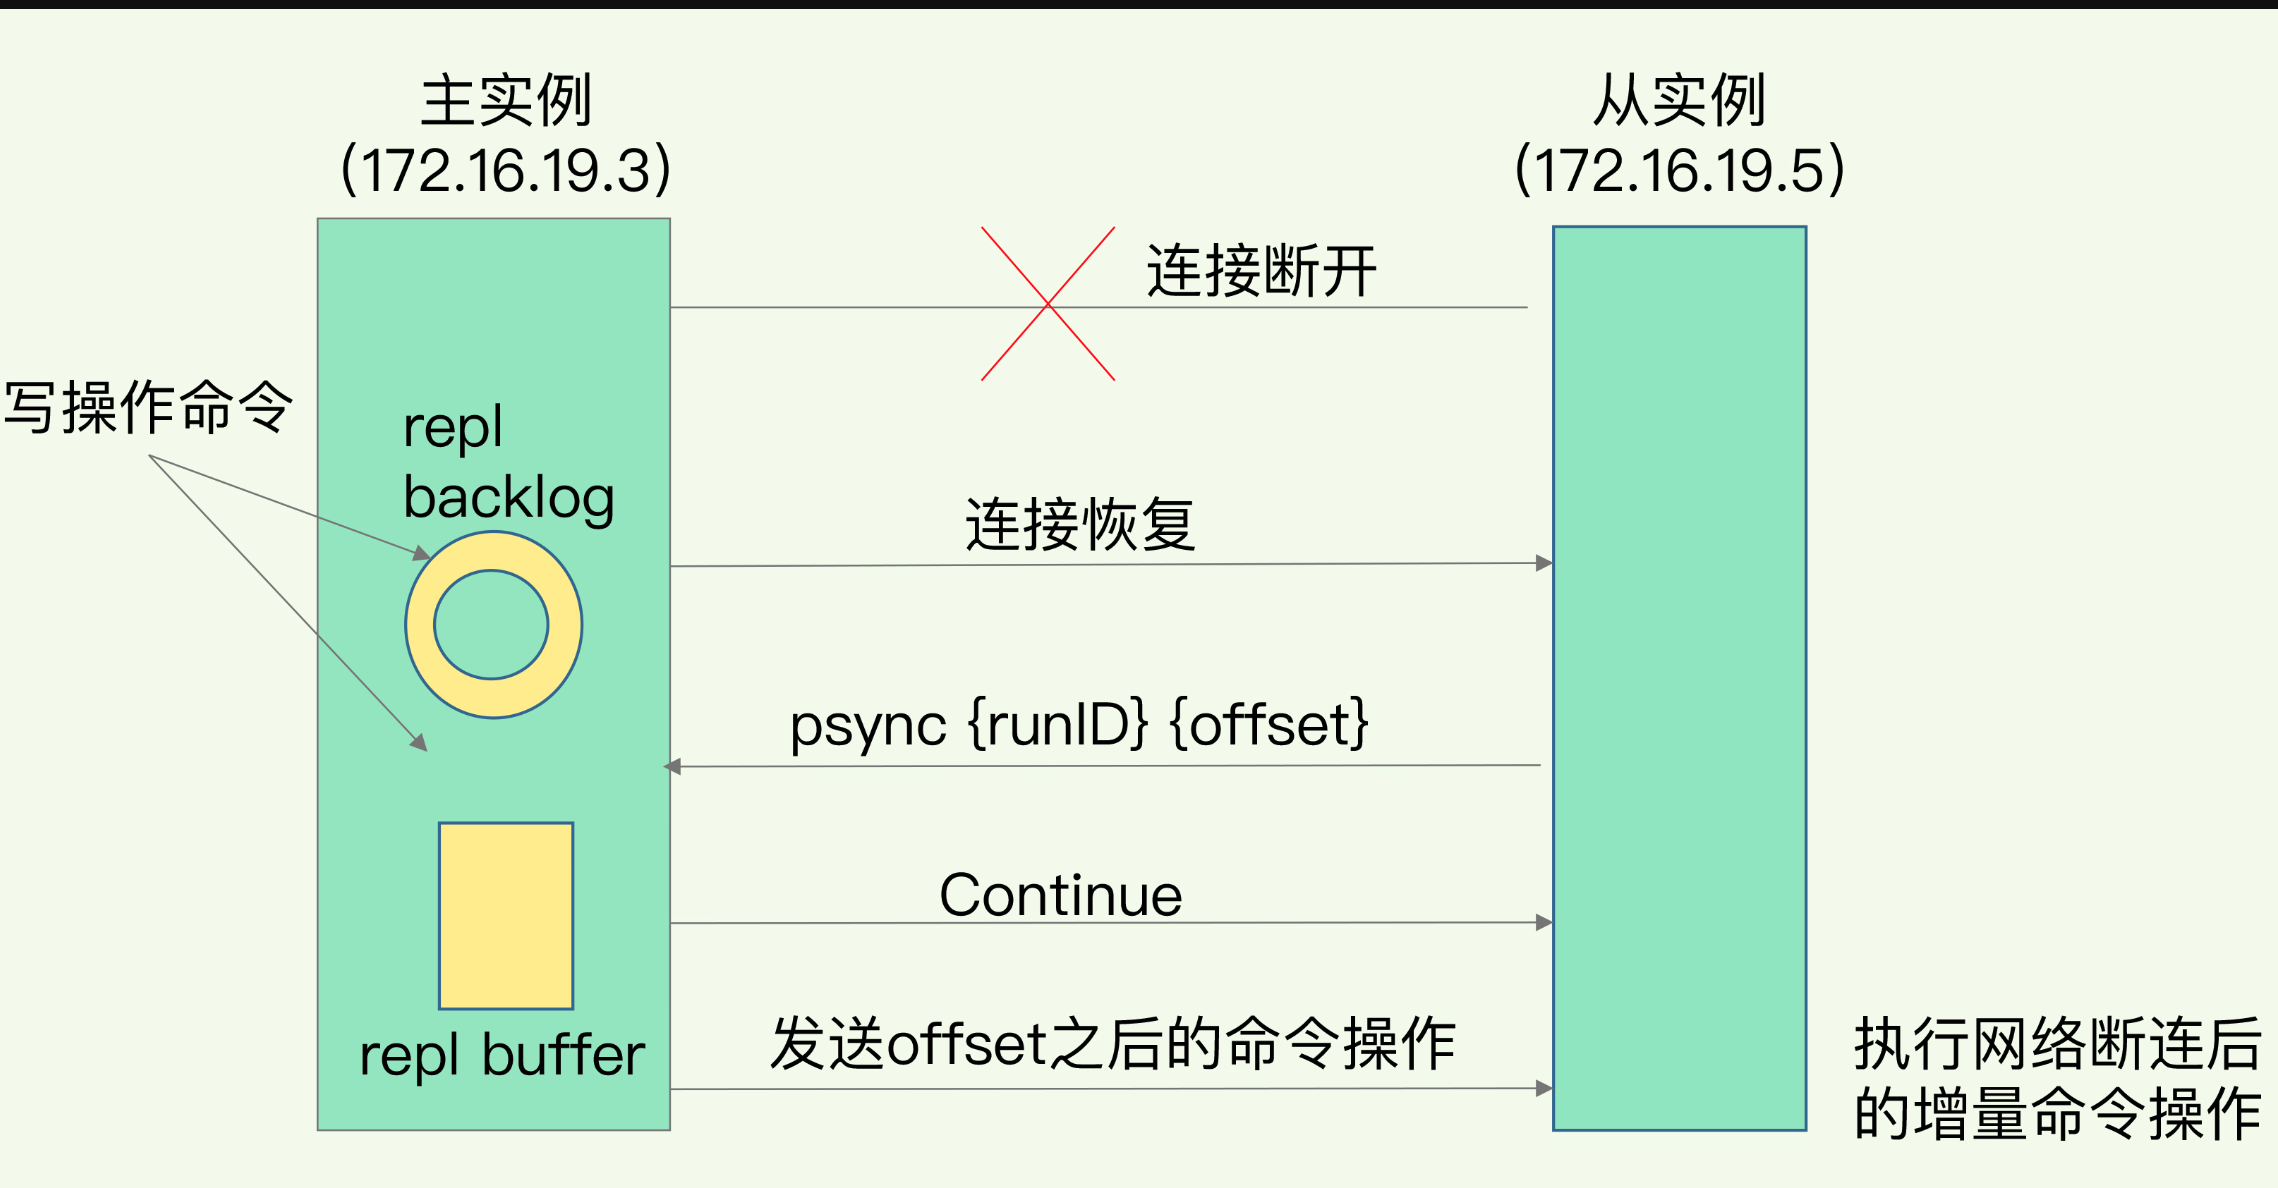 主实例
(172.16.19.3)
从实例
(172.16.19.5)
连接断开
写操作命令
repl
backlog
连接恢复
psync {runID} {offset}
Continue
repl buffer
发送offset之后的命令操作
执行网络断连后
的增量命令操作